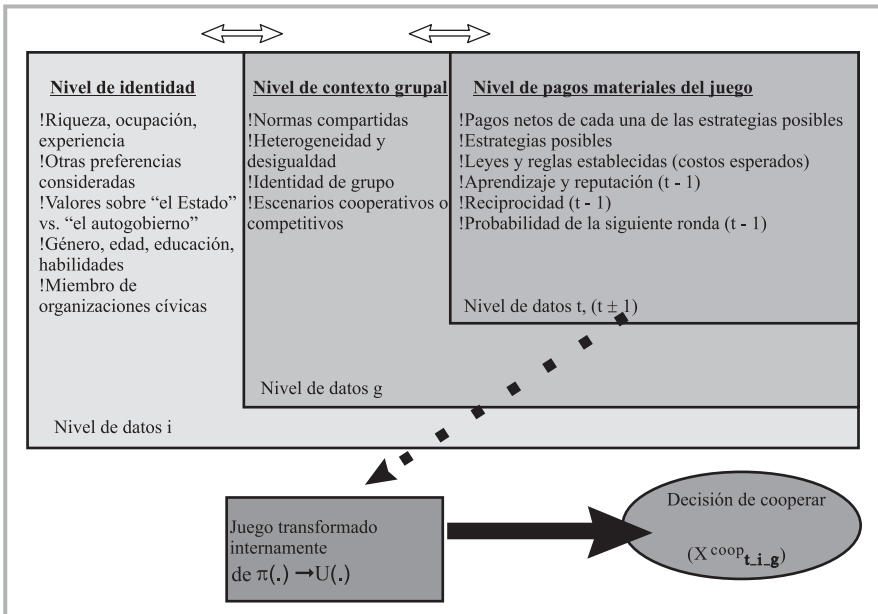 Nivel de identidad
!Riqueza, ocupación,
experiencia
!Otras preferencias
consideradas
!Valores sobre “el Estado”
vs. “el autogobierno”
!Género, edad, educación,
habilidades
!Miembro de
organizaciones cívicas
Nivel de datos i
Nivel de contexto grupal
!Normas compartidas
!Heterogeneidad y
desigualdad
!Identidad de grupo
!Escenarios cooperativos o
competitivos
Nivel de datos g
Nivel de pagos materiales del juego
!Pagos netos de cada una de las estrategias posibles
!Estrategias posibles
!Leyes y reglas establecidas (costos esperados)
!Aprendizaje y reputación (t - 1)
!Reciprocidad (t - 1)
!Probabilidad de la siguiente ronda (t - 1)
Nivel de datos t, (t ± 1)
Juego transformado
internamente
de π(.) →U(.)
Decisión de cooperar
(X coop t_i_g)